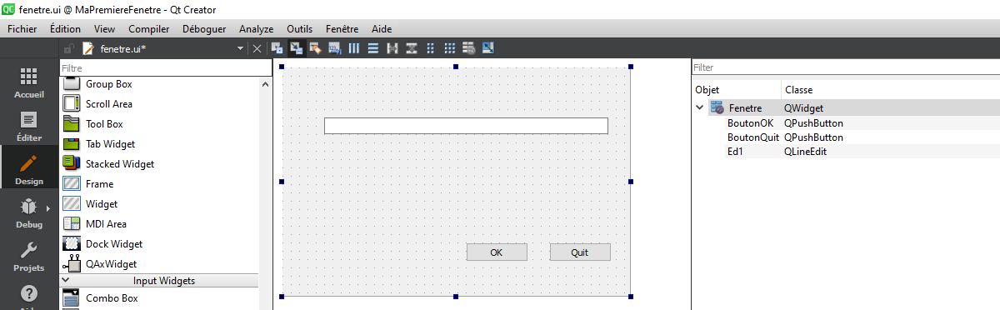 QC fenetre.ui @ MaPremiereFenetre - Qt Creator
Fichier Édition View Compiler Déboguer Analyze Outils Fenêtre Aide
fenetre.ui*
Accueil
Éditer
Design
Debug
Projets
Filtre
Group Box
Scroll Area
Tool Box
Tab Widget
Stacked Widget
Frame
Widget
MDI Area
Dock Widget
QAxWidget
Input Widgets
Combo Box
OK Quit
Filter
Objet Classe
Fenetre QWidget
BoutonOK QPushButton
BoutonQuit QPushButton
Ed1 QLineEdit